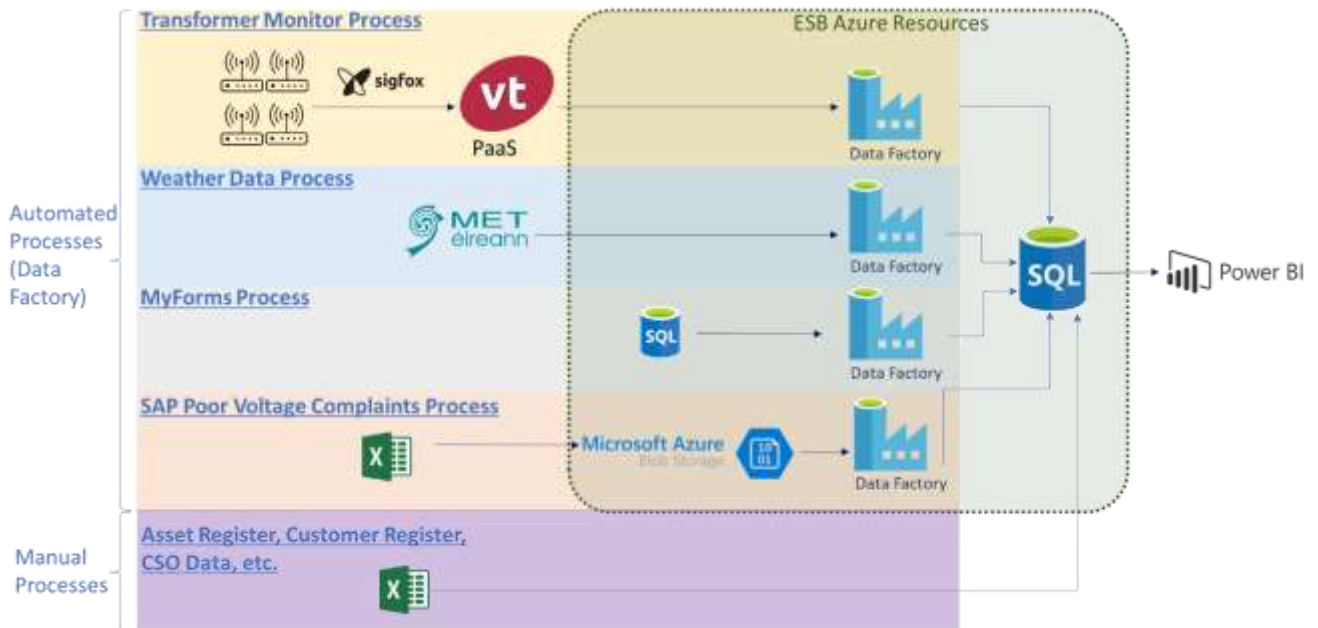 Transformer Monitor Process
ESB Azure Resources
sigfox
vt
PaaS
Data Factory
Weather Data Process
MET
éireann
Data Factory
Automated
Processes
(Data
Factory)
SQL
Power BI
MyForms Process
SQL
Data Factory
SAP Poor Voltage Complaints Process
X
Microsoft Azure
Blob Storage
10
01
Data Factory
Asset Register, Customer Register,
CSO Data, etc.
X
Manual
Processes